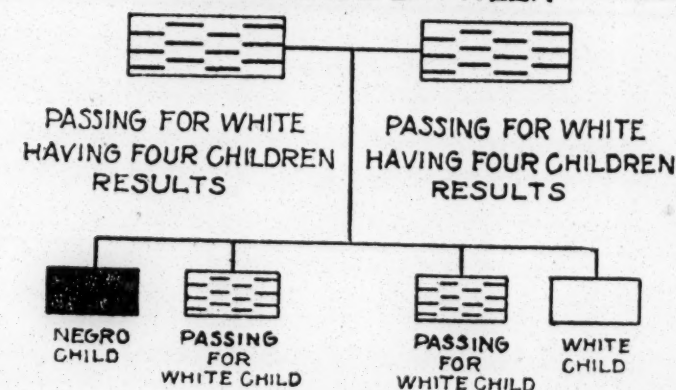 PASSING FOR WHITE
HAVING FOUR CHILDREN
RESULTS
PASSING FOR WHITE
HAVING FOUR CHILDREN
RESULTS
NEGRO
CHILD
PASSING
FOR
WHITE CHILD
PASSING
FOR
WHITE CHILD
WHITE
CHILD